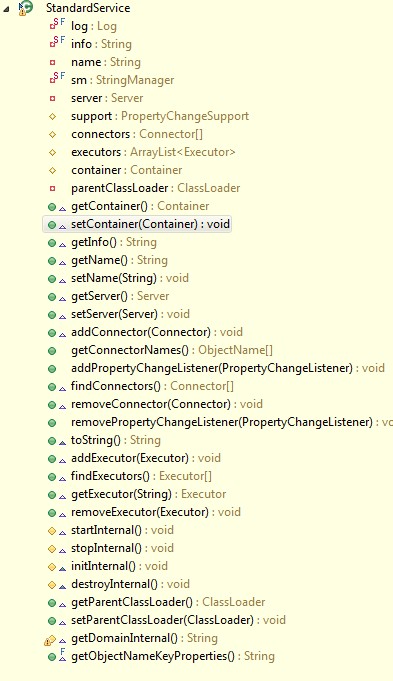 StandardService
S F log : Log
S F info : String
name : String
S F sm : StringManager
server : Server
support : PropertyChangeSupport
connectors : Connector[]
executors : ArrayList<Executor>
container : Container
parentClassLoader : ClassLoader
getContainer() : Container
setContainer(Container) : void
getInfo() : String
getName() : String
setName(String) : void
getServer() : Server
setServer(Server) : void
addConnector(Connector) : void
getConnectorNames() : ObjectName[]
addPropertyChangeListener(PropertyChangeListener) : void
findConnectors() : Connector[]
removeConnector(Connector) : void
removePropertyChangeListener(PropertyChangeListener) : vo
toString() : String
addExecutor(Executor) : void
findExecutors() : Executor[]
getExecutor(String) : Executor
removeExecutor(Executor) : void
startInternal() : void
stopInternal() : void
initInternal() : void
destroyInternal() : void
getParentClassLoader() : ClassLoader
setParentClassLoader(ClassLoader) : void
getDomainInternal() : String
F getObjectNameKeyProperties() : String